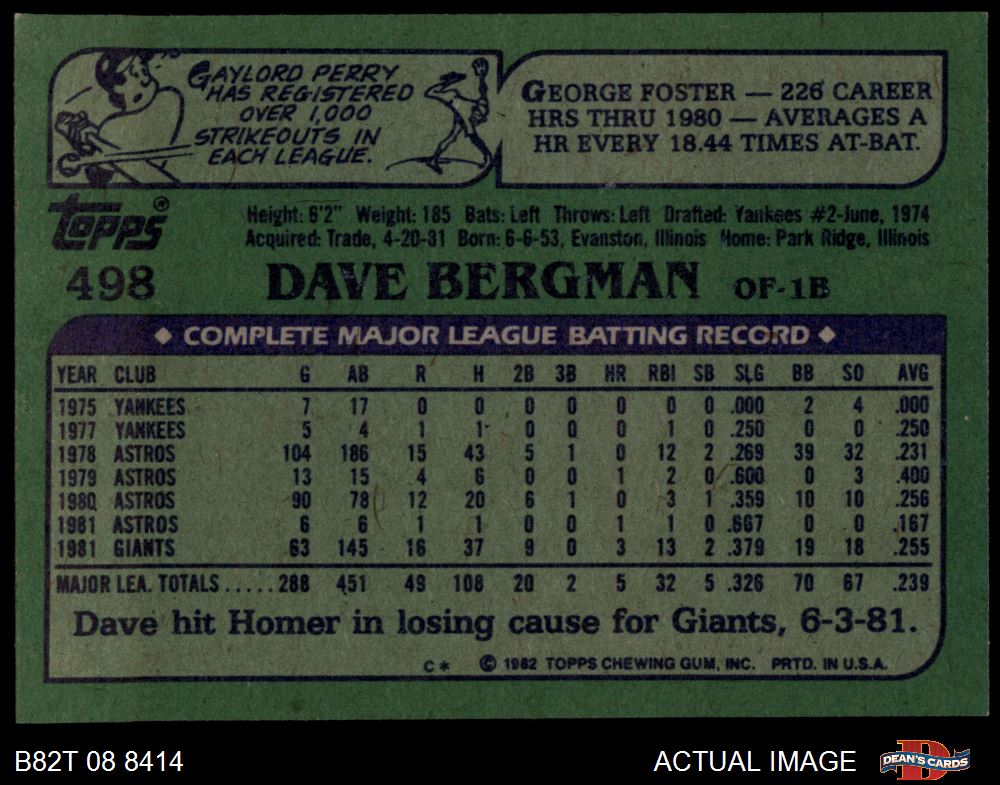 GAYLORD PERRY
HAS REGISTERED
OVER 1,000
STRIKEOUTS IN
EACH LEAGUE.
GEORGE FOSTER — 226 CAREER
HRS THRU 1980 — AVERAGES A
HR EVERY 18.44 TIMES AT-BAT.
Topps®
Height: 6'2" Weight: 185 Bats: Left Throws: Left Drafted: Yankees #2-June, 1974
Acquired: Trade, 4-20-81 Born: 6-6-53, Evanston, Illinois Home: Park Ridge, Illinois
498 DAVE BERGMAN OF-1B
◆ COMPLETE MAJOR LEAGUE BATTING RECORD ◆
YEAR CLUB G AB R H 2B 3B HR RBI SB SLG BB SO AVG
1975 YANKEES 7 17 0 0 0 0 0 0 0 .000 2 4 .000
1977 YANKEES 5 4 1 1 0 0 0 1 0 .250 0 0 .250
1978 ASTROS 104 186 15 43 5 1 0 12 2 .269 39 32 .231
1979 ASTROS 13 15 4 6 0 0 1 2 0 .600 0 3 .400
1980 ASTROS 90 78 12 20 6 1 0 3 1 .359 10 10 .256
1981 ASTROS 6 6 1 1 0 0 1 1 0 .667 0 0 .167
1981 GIANTS 63 145 16 37 9 0 3 13 2 .379 19 18 .255
MAJOR LEA. TOTALS.....288 451 49 108 20 2 5 32 5 .326 70 67 .239
Dave hit Homer in losing cause for Giants, 6-3-81.
C* © 1982 TOPPS CHEWING GUM, INC. PRTD. IN U.S.A.
B82T 08 8414 ACTUAL IMAGE D DEAN'S CARDS